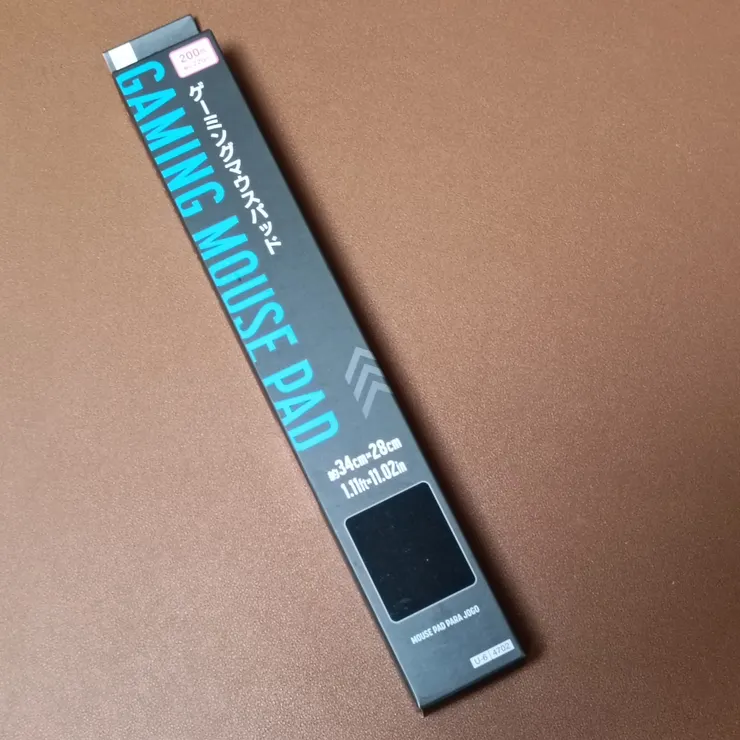 200円
GAMING MOUSE PAD
ゲーミングマウスパッド
約34cm×28cm
1.11ft×11.02in
MOUSE PAD PARA JOGO
U-6 4702